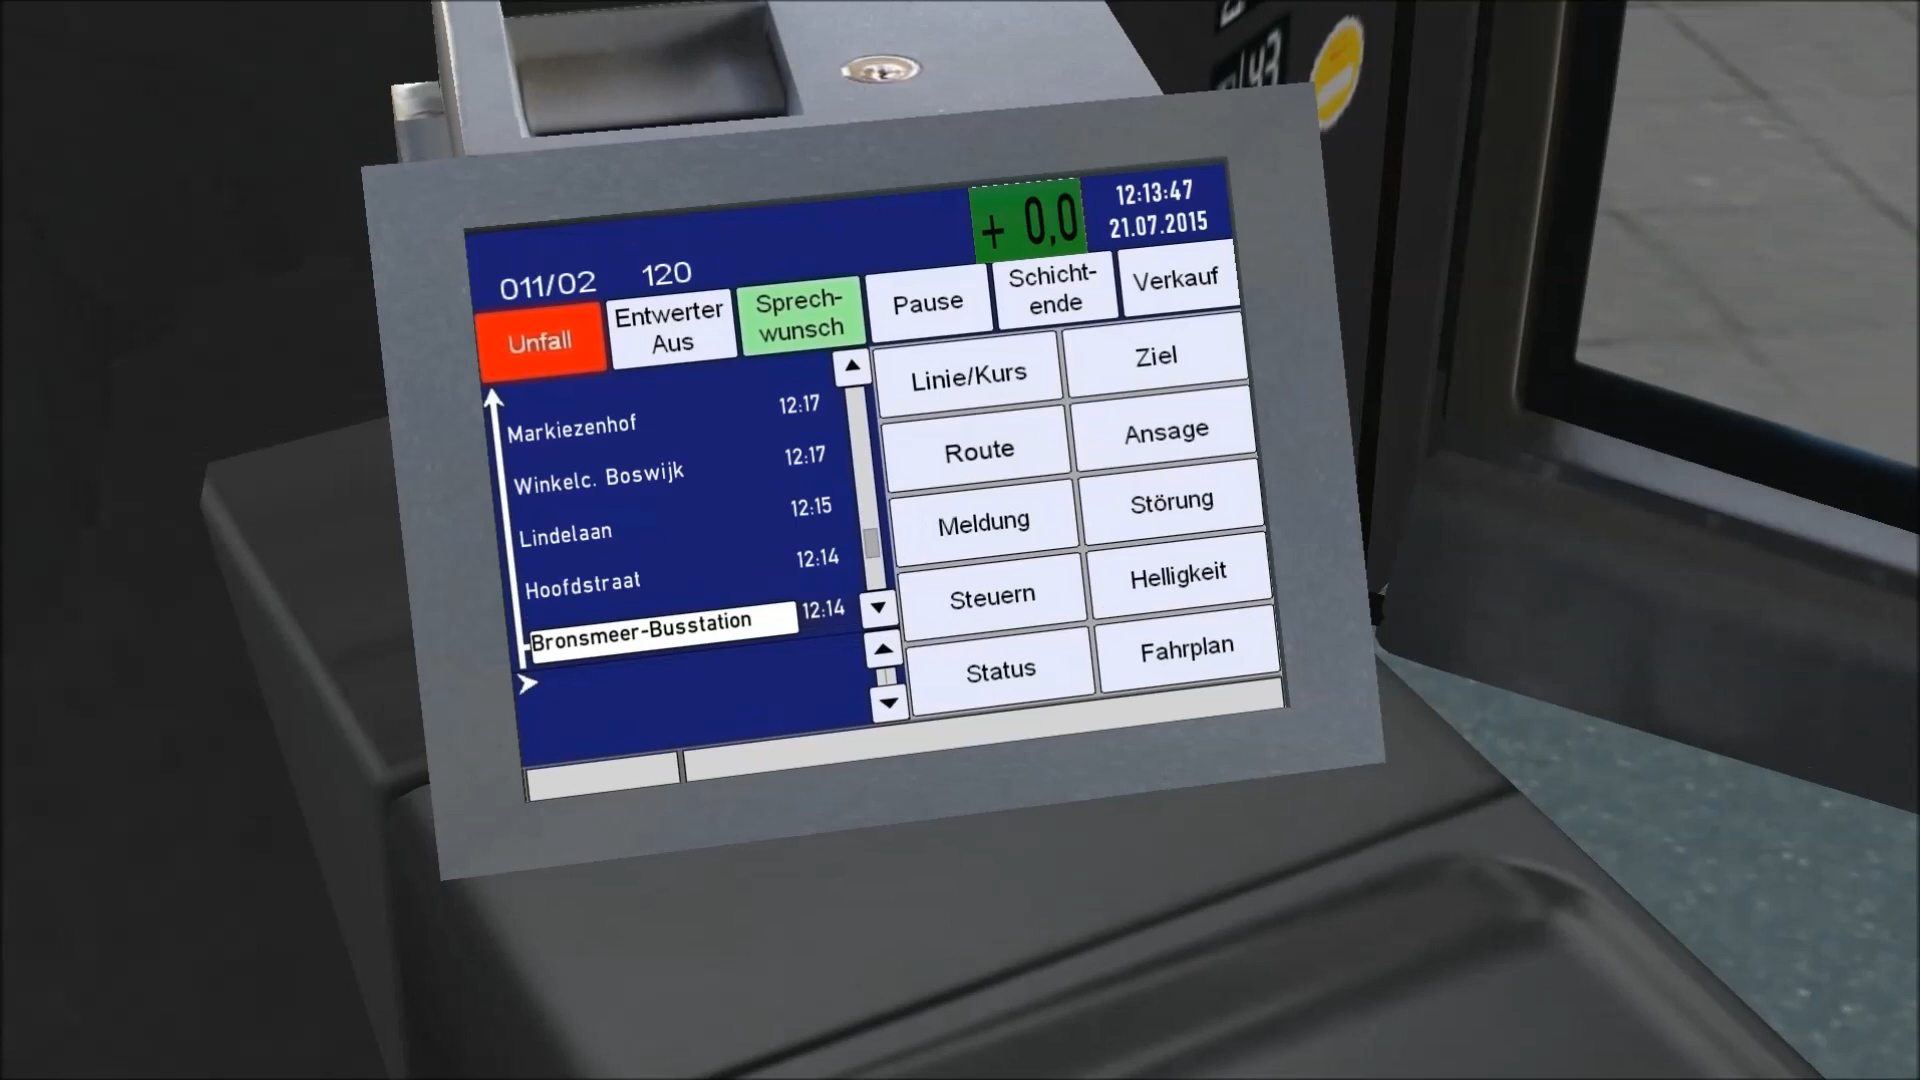 + 0,0
12:13:47
21.07.2015
011/02 120
Unfall
Entwerter
Aus
Sprech-
wunsch
Pause
Schicht-
ende
Verkauf
Markiezenhof 12:17
Winkelc. Boswijk 12:17
Lindelaan 12:15
Hoofdstraat 12:14
Bronsmeer-Busstation 12:14
Linie/Kurs
Ziel
Route
Ansage
Meldung
Störung
Steuern
Helligkeit
Status
Fahrplan